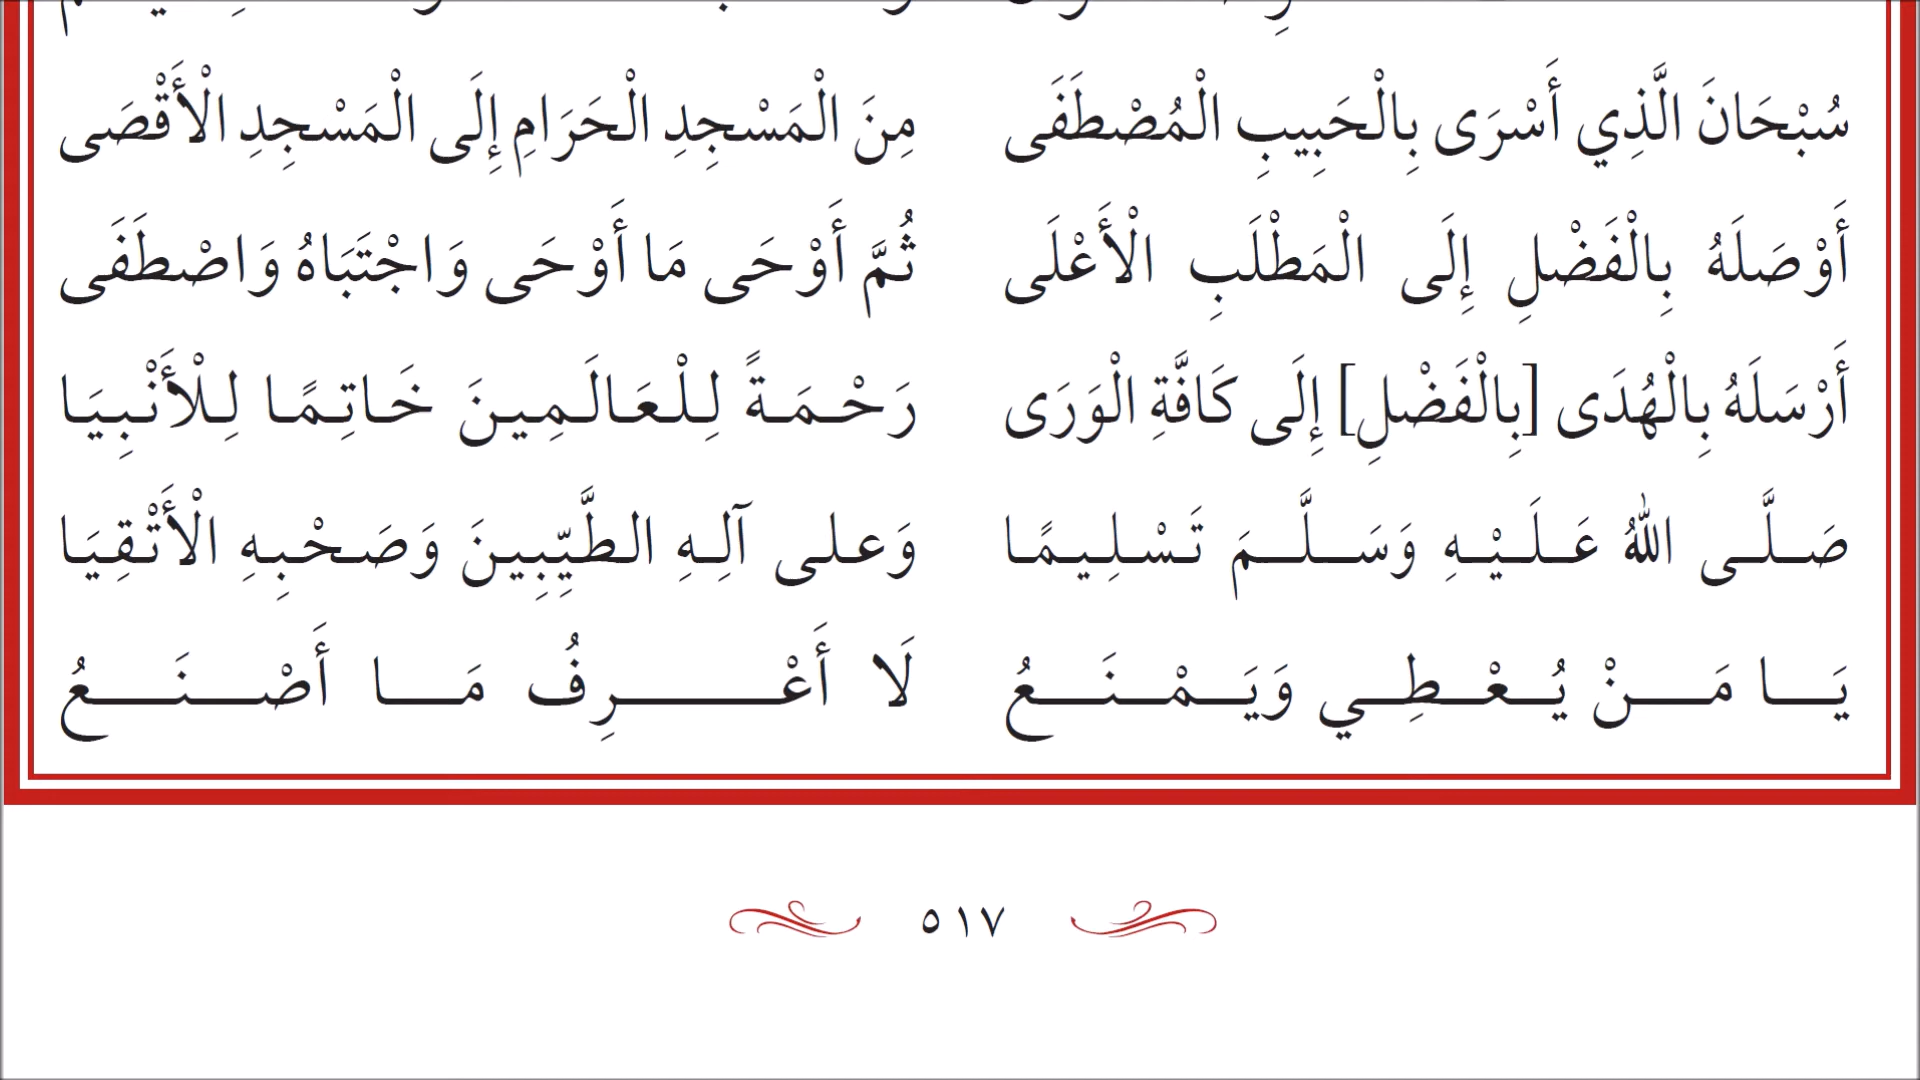 سُبْحَانَ الَّذِي أَسْرَى بِالْحَبِيبِ الْمُصْطَفَى مِنَ الْمَسْجِدِ الْحَرَامِ إِلَى الْمَسْجِدِ الْأَقْصَى
أَوْصَلَهُ بِالْفَضْلِ إِلَى الْمَطْلَبِ الْأَعْلَى ثُمَّ أَوْحَى مَا أَوْحَى وَاجْتَبَاهُ وَاصْطَفَى
أَرْسَلَهُ بِالْهُدَى [بِالْفَضْلِ] إِلَى كَافَّةِ الْوَرَى رَحْمَةً لِلْعَالَمِينَ خَاتِمًا لِلْأَنْبِيَا
صَلَّى اللهُ عَلَيْهِ وَسَلَّمَ تَسْلِيمًا وَعلى آلِهِ الطَّيِّبِينَ وَصَحْبِهِ الْأَتْقِيَا
يَا مَنْ يُعْطِي وَيَمْنَعُ لَا أَعْرِفُ مَا أَصْنَعُ
٥١٧